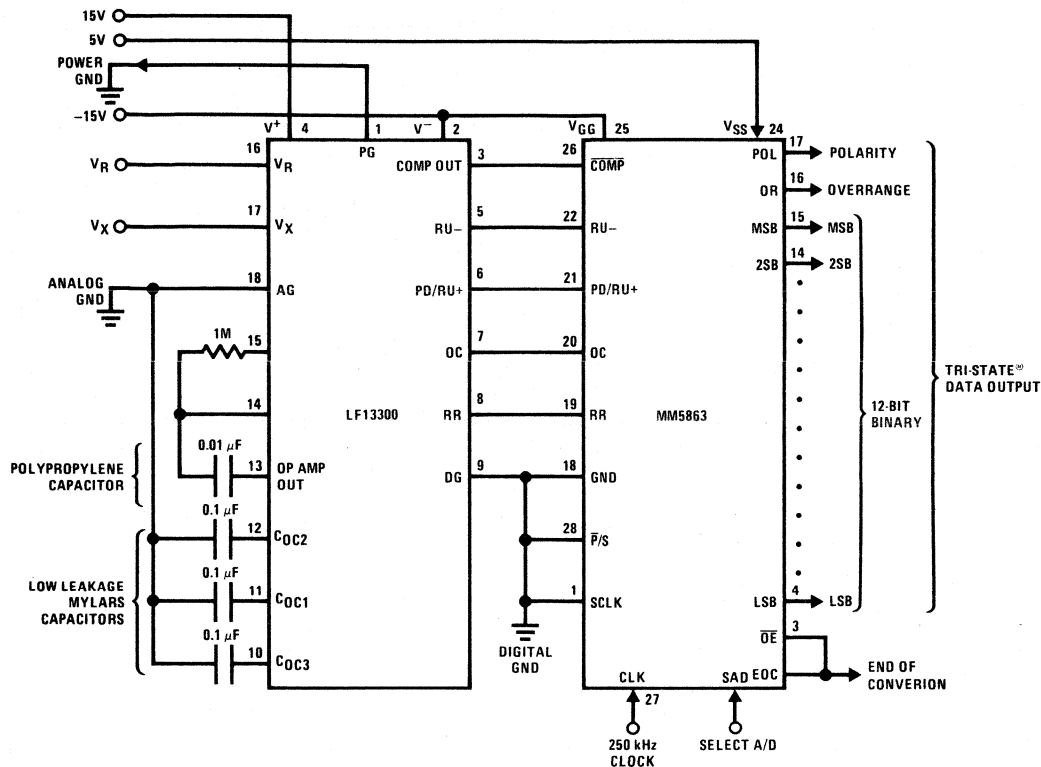 15V
5V
POWER
GND
-15V
V+ 4
1
PG
V− 2
VGG 25
VSS 24
16
VR
VR
COMP OUT
3
26
COMP
POL
17
POLARITY
OR
16
OVERRANGE
17
VX
VX
RU−
5
22
RU−
MSB
15
MSB
2SB
14
2SB
ANALOG
GND
18
AG
PD/RU+
6
21
PD/RU+
1M
15
OC
7
20
OC
TRI-STATE®
DATA OUTPUT
14
LF13300
RR
8
19
RR
MM5863
12-BIT
BINARY
0.01 μF
POLYPROPYLENE
CAPACITOR
13
OP AMP
OUT
DG
9
18
GND
0.1 μF
12
COC2
28
P̅/S
LOW LEAKAGE
MYLARS
CAPACITORS
0.1 μF
11
COC1
1
SCLK
LSB
4
LSB
0.1 μF
10
COC3
DIGITAL
GND
OE
3
EOC
END OF
CONVERION
CLK
27
SAD
250 kHz
CLOCK
SELECT A/D